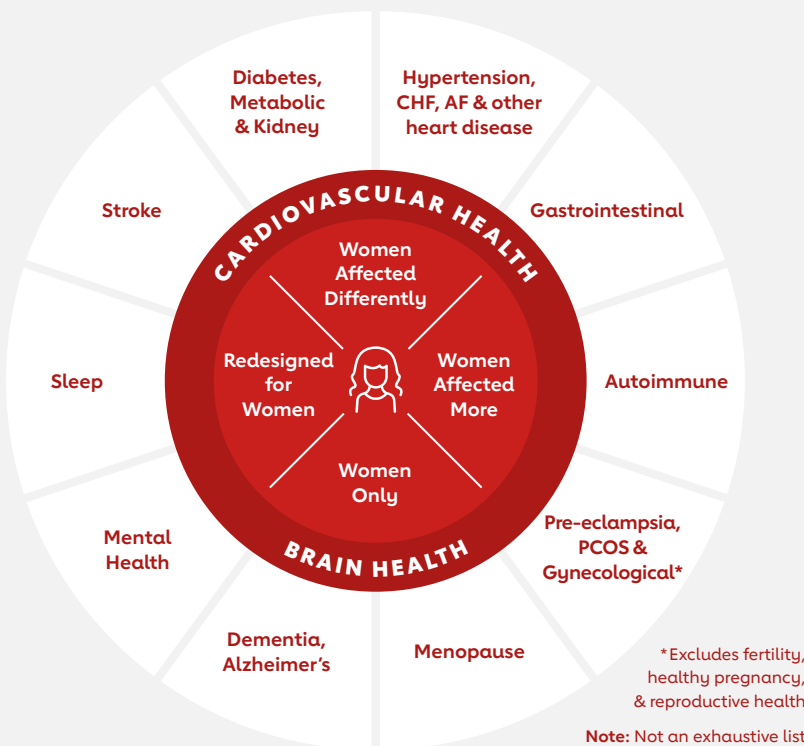 Diabetes,
Metabolic
& Kidney
Hypertension,
CHF, AF & other
heart disease
Stroke
Gastrointestinal
CARDIOVASCULAR HEALTH
Women
Affected
Differently
Sleep
Redesigned
for
Women
Women
Affected
More
Autoimmune
Women
Only
BRAIN HEALTH
Mental
Health
Pre-eclampsia,
PCOS &
Gynecological*
Dementia,
Alzheimer’s
Menopause
*Excludes fertility,
healthy pregnancy,
& reproductive health
Note: Not an exhaustive list